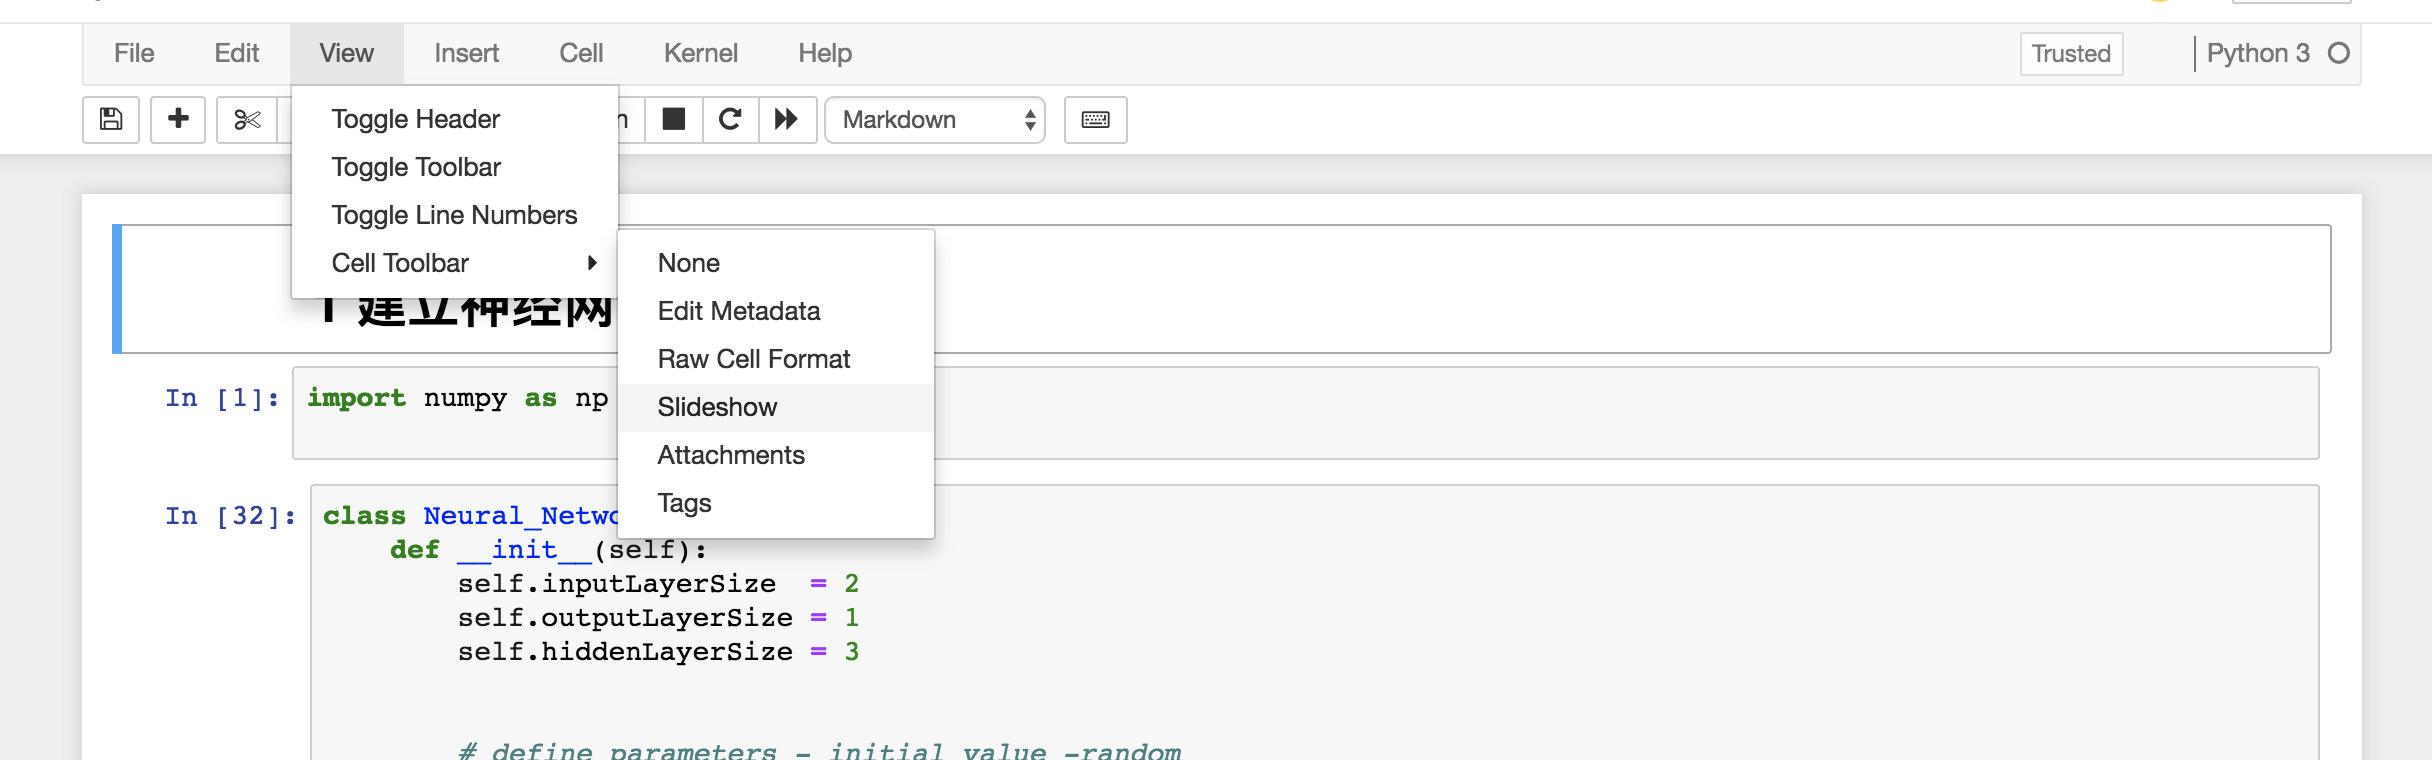 File Edit View Insert Cell Kernel Help Trusted Python 3
Markdown
Toggle Header
Toggle Toolbar
Toggle Line Numbers
Cell Toolbar
None
Edit Metadata
Raw Cell Format
Slideshow
Attachments
Tags
1 建立神经网
In [1]: import numpy as np
In [32]: class Neural_Netwo
def __init__(self):
self.inputLayerSize = 2
self.outputLayerSize = 1
self.hiddenLayerSize = 3
# define parameters - initial value -random